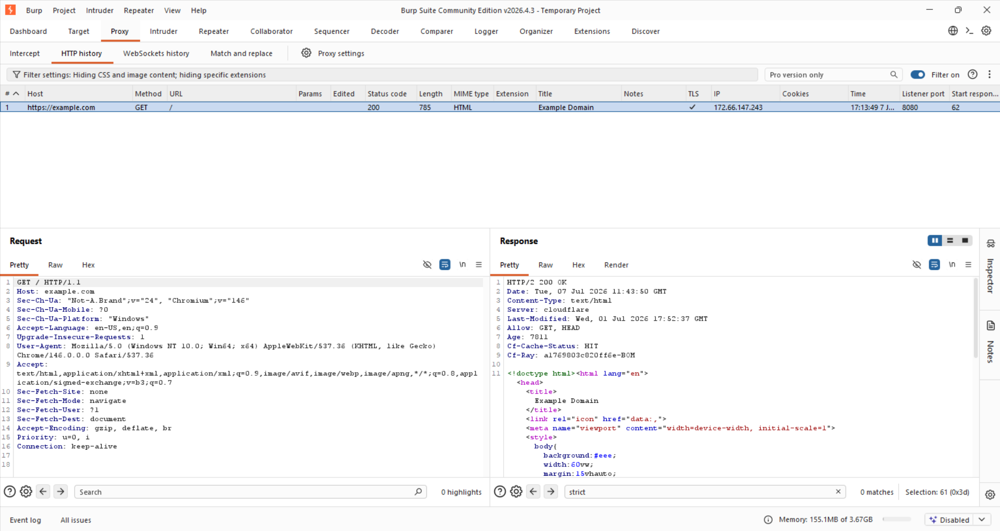 Burp Project Intruder Repeater View Help Burp Suite Community Edition v2026.4.3 - Temporary Project
Dashboard Target Proxy Intruder Repeater Collaborator Sequencer Decoder Comparer Logger Organizer Extensions Discover
Intercept HTTP history WebSockets history Match and replace Proxy settings
Filter settings: Hiding CSS and image content; hiding specific extensions Pro version only Filter on
# Host Method URL Params Edited Status code Length MIME type Extension Title Notes TLS IP Cookies Time Listener port Start respon...
1 https://example.com GET / 200 785 HTML Example Domain ✓ 172.66.147.243 17:13:49 7 J... 8080 62
Request
Pretty Raw Hex \n
1 GET / HTTP/1.1
2 Host: example.com
3 Sec-Ch-Ua: "Not-A.Brand";v="24", "Chromium";v="146"
4 Sec-Ch-Ua-Mobile: ?0
5 Sec-Ch-Ua-Platform: "Windows"
6 Accept-Language: en-US,en;q=0.9
7 Upgrade-Insecure-Requests: 1
8 User-Agent: Mozilla/5.0 (Windows NT 10.0; Win64; x64) AppleWebKit/537.36 (KHTML, like Gecko)
Chrome/146.0.0.0 Safari/537.36
9 Accept:
text/html,application/xhtml+xml,application/xml;q=0.9,image/avif,image/webp,image/apng,*/*;q=0.8,appl
ication/signed-exchange;v=b3;q=0.7
10 Sec-Fetch-Site: none
11 Sec-Fetch-Mode: navigate
12 Sec-Fetch-User: ?1
13 Sec-Fetch-Dest: document
14 Accept-Encoding: gzip, deflate, br
15 Priority: u=0, i
16 Connection: keep-alive
17
18
Search 0 highlights
Response
Pretty Raw Hex Render \n
1 HTTP/2 200 OK
2 Date: Tue, 07 Jul 2026 11:43:50 GMT
3 Content-Type: text/html
4 Server: cloudflare
5 Last-Modified: Wed, 01 Jul 2026 17:52:37 GMT
6 Allow: GET, HEAD
7 Age: 7811
8 Cf-Cache-Status: HIT
9 Cf-Ray: a1769803c820ff6e-BOM
10
11 <!doctype html><html lang="en">
<head>
<title>
Example Domain
</title>
<link rel="icon" href="data:,">
<meta name="viewport" content="width=device-width, initial-scale=1">
<style>
body{
background:#eee;
width:60vw;
margin:15vhauto;
strict 0 matches Selection: 61 (0x3d)
Inspector
Notes
Event log All issues Memory: 155.1MB of 3.67GB Disabled